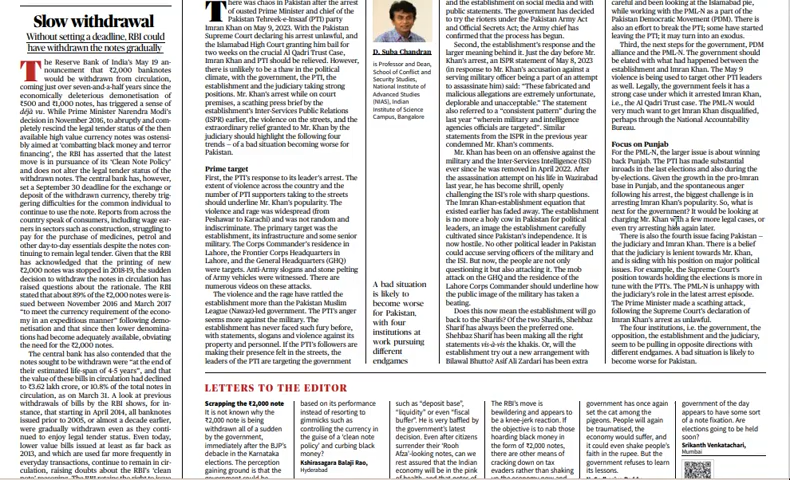 Slow withdrawal
Without setting a deadline, RBI could
have withdrawn the notes gradually
The Reserve Bank of India's May 19 an-
nouncement that ₹2,000 banknotes
would be withdrawn from circulation,
coming just over seven-and-a-half years since the
economically deleterious demonetisation of
₹500 and ₹1,000 notes, has triggered a sense of
déjà vu. While Prime Minister Narendra Modi's
decision in November 2016, to abruptly and com-
pletely rescind the legal tender status of the then
available high value currency notes was ostensi-
bly aimed at 'combatting black money and terror
financing', the RBI has asserted that the latest
move is in pursuance of its 'Clean Note Policy'
and does not alter the legal tender status of the
withdrawn notes. The central bank has, however,
set a September 30 deadline for the exchange or
deposit of the withdrawn currency, thereby trig-
gering difficulties for the common individual to
continue to use the note. Reports from across the
country speak of consumers, including wage ear-
ners in sectors such as construction, struggling to
pay for the purchase of medicines, petrol and
other day-to-day essentials despite the notes con-
tinuing to remain legal tender. Given that the RBI
has acknowledged that the printing of new
₹2,000 notes was stopped in 2018-19, the sudden
decision to withdraw the notes in circulation has
raised questions about the rationale. The RBI
stated that about 89% of the ₹2,000 notes were is-
sued between November 2016 and March 2017
"to meet the currency requirement of the econo-
my in an expeditious manner" following demo-
netisation and that since then lower denomina-
tions had become adequately available, obviating
the need for the ₹2,000 notes.
The central bank has also contended that the
notes sought to be withdrawn were "at the end of
their estimated life-span of 4-5 years", and that
the value of these bills in circulation had declined
to ₹3.62 lakh crore, or 10.8% of the total notes in
circulation, as on March 31. A look at previous
withdrawals of bills by the RBI shows, for in-
stance, that starting in April 2014, all banknotes
issued prior to 2005, or almost a decade earlier,
were gradually withdrawn even as they conti-
nued to enjoy legal tender status. Even today,
lower value bills issued at least as far back as
2013, and which are used far more frequently in
everyday transactions, continue to remain in cir-
culation, raising doubts about the RBI's 'clean
There was chaos in Pakistan after the arrest
of ousted Prime Minister and chief of the
Pakistan Tehreek-e-Insaaf (PTI) party
Imran Khan on May 9, 2023. With the Pakistan
Supreme Court declaring his arrest unlawful, and
the Islamabad High Court granting him bail for
two weeks on the crucial Al Qadri Trust Case,
Imran and PTI should be relieved. However,
there is unlikely to be a thaw in the political
climate, with the government, the PTI, the
establishment and the judiciary taking strong
positions. Mr. Khan's arrest while on court
premises, a scathing press brief by the
establishment's Inter-Services Public Relations
(ISPR) earlier, the violence on the streets, and the
extraordinary relief granted to Mr. Khan by the
judiciary should highlight the following four
trends — of a bad situation becoming worse for
Pakistan.
Prime target
First, the PTI's response to its leader's arrest. The
extent of violence across the country and the
number of PTI supporters taking to the streets
should underline Mr. Khan's popularity. The
violence and rage was widespread (from
Peshawar to Karachi) and was not random and
indiscriminate. The primary target was the
establishment, its infrastructure and some senior
military. The Corps Commander's residence in
Lahore, the Frontier Corps Headquarters in
Lahore, and the General Headquarters (GHQ)
were targets. Anti-Army slogans and stone pelting
of Army vehicles were witnessed. There are
numerous videos on these attacks.
The violence and the rage have rattled the
establishment more than the Pakistan Muslim
League (Nawaz)-led government. The PTI's anger
seems more against the military. The
establishment has never faced such fury before,
with statements, slogans and violence against its
property and personnel. If the PTI's followers are
making their presence felt in the streets, the
leaders of the PTI are targeting the government
D. Suba Chandran
is Professor and Dean,
School of Conflict and
Security Studies,
National Institute of
Advanced Studies
(NIAS), Indian
Institute of Science
Campus, Bangalore
A bad situation
is likely to
become worse
for Pakistan,
with four
institutions at
work pursuing
different
endgames
and the establishment on social media and with
public statements. The government has decided
to try the rioters under the Pakistan Army Act
and Official Secrets Act; the Army chief has
confirmed that the process has begun.
Second, the establishment's response and the
larger meaning behind it. Just the day before Mr.
Khan's arrest, an ISPR statement of May 8, 2023
(in response to Mr. Khan's accusation against a
serving military officer being a part of an attempt
to assassinate him) said: "These fabricated and
malicious allegations are extremely unfortunate,
deplorable and unacceptable." The statement
also referred to a "consistent pattern" during the
last year "wherein military and intelligence
agencies officials are targeted". Similar
statements from the ISPR in the previous year
condemned Mr. Khan's comments.
Mr. Khan has been on an offensive against the
military and the Inter-Services Intelligence (ISI)
ever since he was removed in April 2022. After
the assassination attempt on his life in Wazirabad
last year, he has become shrill, openly
challenging the ISI's role with sharp questions.
The Imran Khan-establishment equation that
existed earlier has faded away. The establishment
is no more a holy cow in Pakistan for political
leaders, an image the establishment carefully
cultivated since Pakistan's independence. It is
now hostile. No other political leader in Pakistan
could accuse serving officers of the military and
the ISI. But now, the people are not only
questioning it but also attacking it. The mob
attack on the GHQ and the residence of the
Lahore Corps Commander should underline how
the public image of the military has taken a
beating.
Does this now mean the establishment will go
back to the Sharifs? Of the two Sharifs, Shehbaz
Sharif has always been the preferred one.
Shehbaz Sharif has been making all the right
statements vis-à-vis the khakis. Or, will the
establishment try out a new arrangement with
Bilawal Bhutto? Asif Ali Zardari has been extra
careful and been looking at the Islamabad pie,
while working with the PML-N as a part of the
Pakistan Democratic Movement (PDM). There is
also an effort to break the PTI; some have started
leaving the PTI; it may turn into an exodus.
Third, the next steps for the government, PDM
alliance and the PML-N. The government should
be elated with what had happened between the
establishment and Imran Khan. The May 9
violence is being used to target other PTI leaders
as well. Legally, the government feels it has a
strong case under which it arrested Imran Khan,
i.e., the Al Qadri Trust case. The PML-N would
very much want to get Imran Khan disqualified,
perhaps through the National Accountability
Bureau.
Focus on Punjab
For the PML-N, the larger issue is about winning
back Punjab. The PTI has made substantial
inroads in the last elections and also during the
by-elections. Given the growth in the pro-Imran
base in Punjab, and the spontaneous anger
following his arrest, the biggest challenge is in
arresting Imran Khan's popularity. So, what is
next for the government? It would be looking at
charging Mr. Khan with a few more legal cases, or
even try arresting him again later.
There is also the fourth issue facing Pakistan —
the judiciary and Imran Khan. There is a belief
that the judiciary is lenient towards Mr. Khan,
and is siding with his position on major political
issues. For example, the Supreme Court's
position towards holding the elections is more in
tune with the PTI's. The PML-N is unhappy with
the judiciary's role in the latest arrest episode.
The Prime Minister made a scathing attack,
following the Supreme Court's declaration of
Imran Khan's arrest as unlawful.
The four institutions, i.e. the government, the
opposition, the establishment and the judiciary,
seem to be pulling in opposite directions with
different endgames. A bad situation is likely to
become worse for Pakistan.
LETTERS TO THE EDITOR
Scrapping the ₹2,000 note
It is not known why the
₹2,000 note is being
withdrawn all of a sudden
by the government,
immediately after the BJP's
debacle in the Karnataka
elections. The perception
gaining ground is that the
based on its performance
instead of resorting to
gimmicks such as
controlling the currency in
the guise of a 'clean note
policy' and curbing black
money?
Kshirasagara Balaji Rao,
Hyderabad
such as "deposit base",
"liquidity" or even "fiscal
buffer". He is very baffled by
the government's latest
decision. Even after citizens
surrender their 'Rooh
Afza'-looking notes, can we
rest assured that the Indian
economy will be in the pink
The RBI's move is
bewildering and appears to
be a knee-jerk reaction. If
the objective is to nab those
hoarding black money in
the form of ₹2,000 notes,
there are other means of
cracking down on tax
evaders rather than shaking
government has once again
set the cat among the
pigeons. People will again
be traumatised, the
economy would suffer, and
it could even shake people's
faith in the rupee. But the
government refuses to learn
its lessons.
government of the day
appears to have some sort
of a note fixation. Are
elections going to be held
soon?
Srikanth Venkatachari,
Mumbai